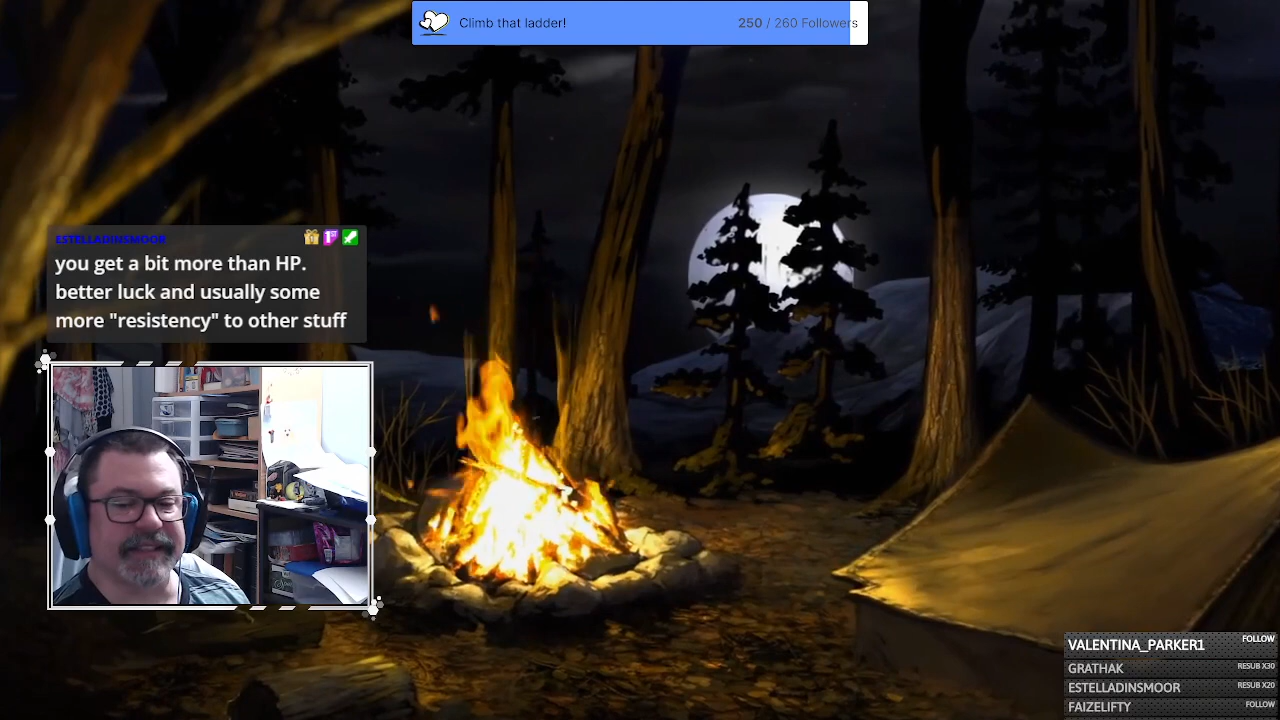 Climb that ladder!
250 / 260 Followers
ESTELLADINSMOOR
you get a bit more than HP.
better luck and usually some
more "resistency" to other stuff
VALENTINA_PARKER1 FOLLOW
GRATHAK RESUB X30
ESTELLADINSMOOR RESUB X20
FAIZELIFTY FOLLOW